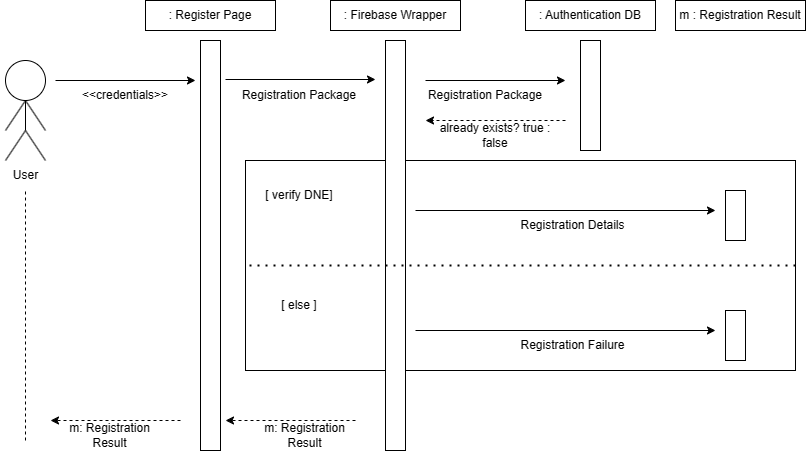 : Register Page
: Firebase Wrapper
: Authentication DB
m : Registration Result
<<credentials>>
Registration Package
Registration Package
already exists? true :
false
User
[ verify DNE]
Registration Details
[ else ]
Registration Failure
m: Registration
Result
m: Registration
Result